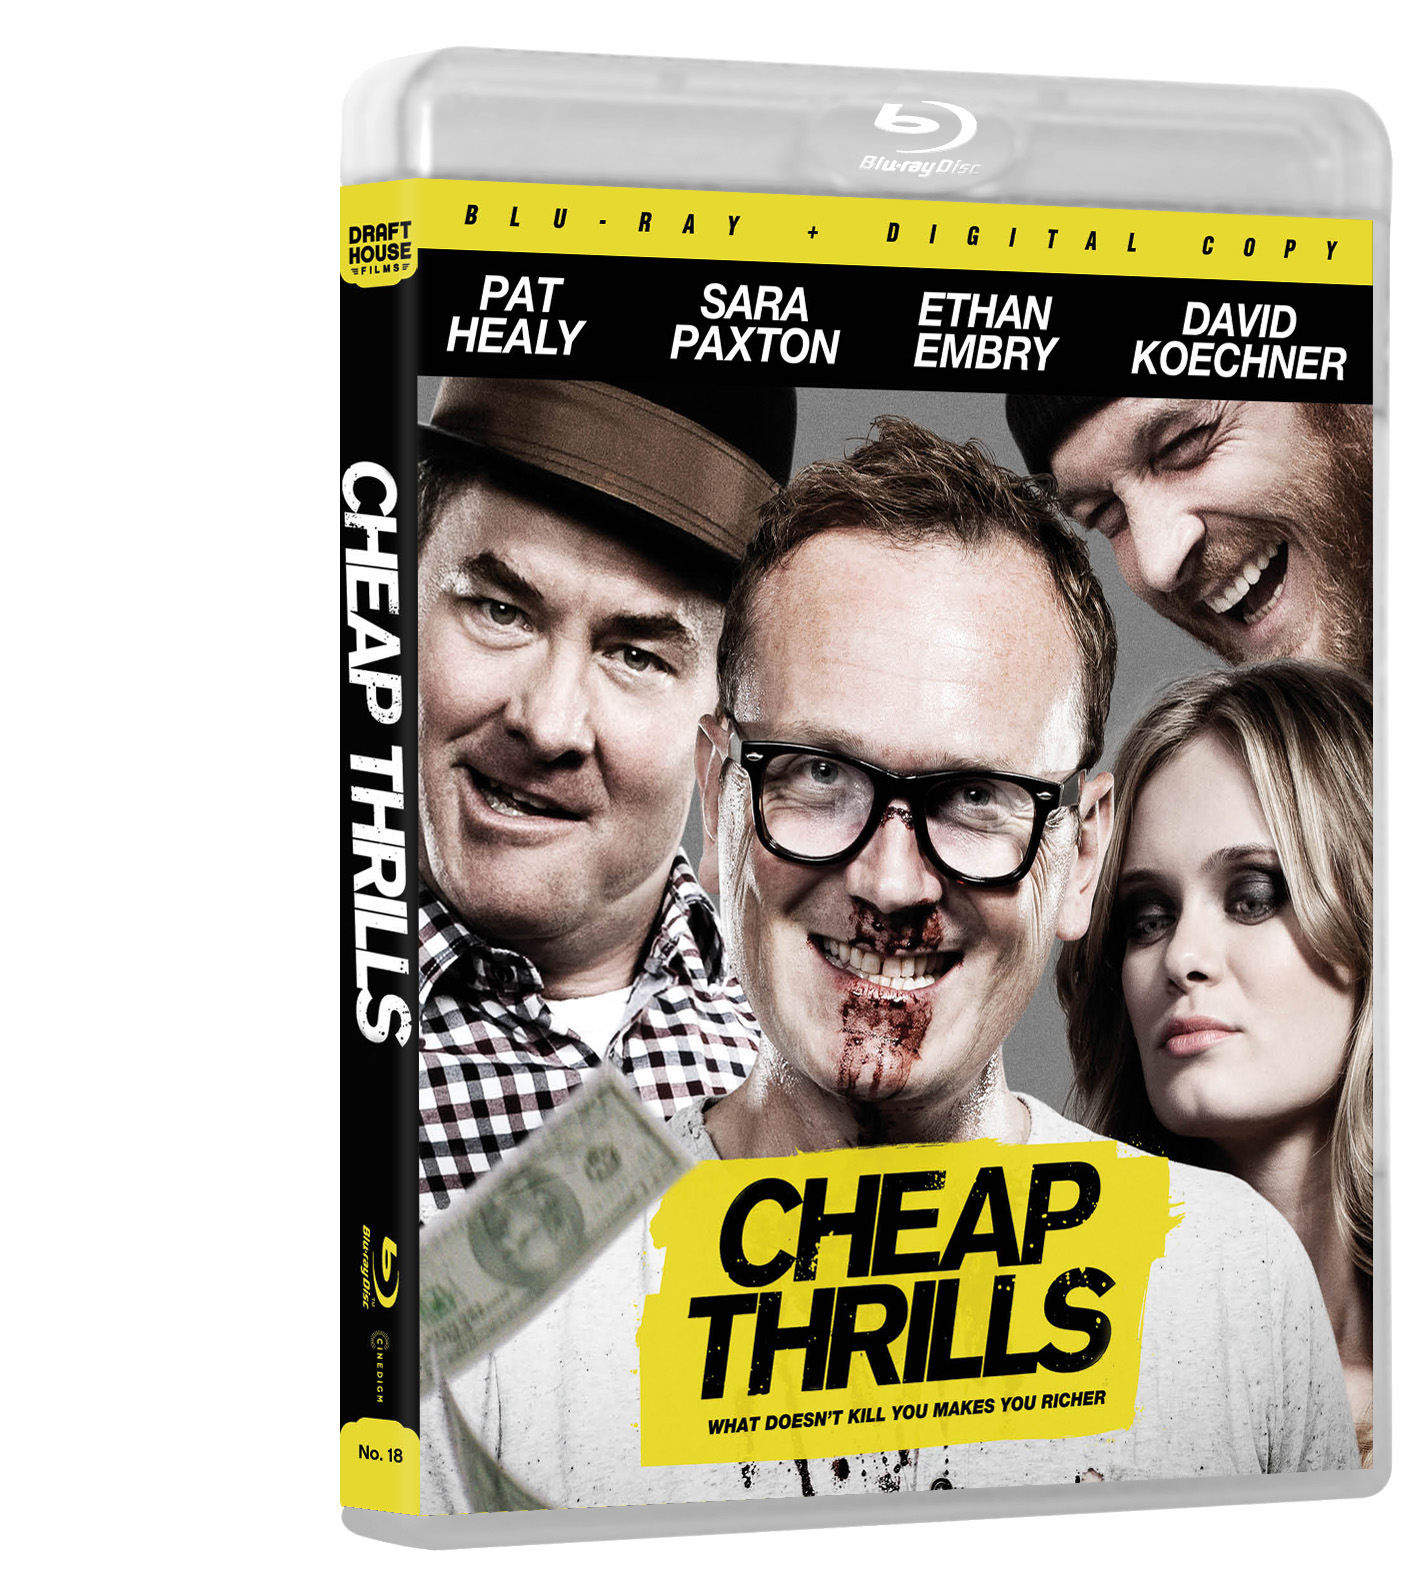 Blu-ray Disc
BLU-RAY + DIGITAL COPY
PAT
HEALY
SARA
PAXTON
ETHAN
EMBRY
DAVID
KOECHNER
CHEAP
THRILLS
WHAT DOESN'T KILL YOU MAKES YOU RICHER
DRAFT
HOUSE
FILMS
CHEAP THRILLS
Blu-ray Disc
TM
CINEDIGM
No. 18